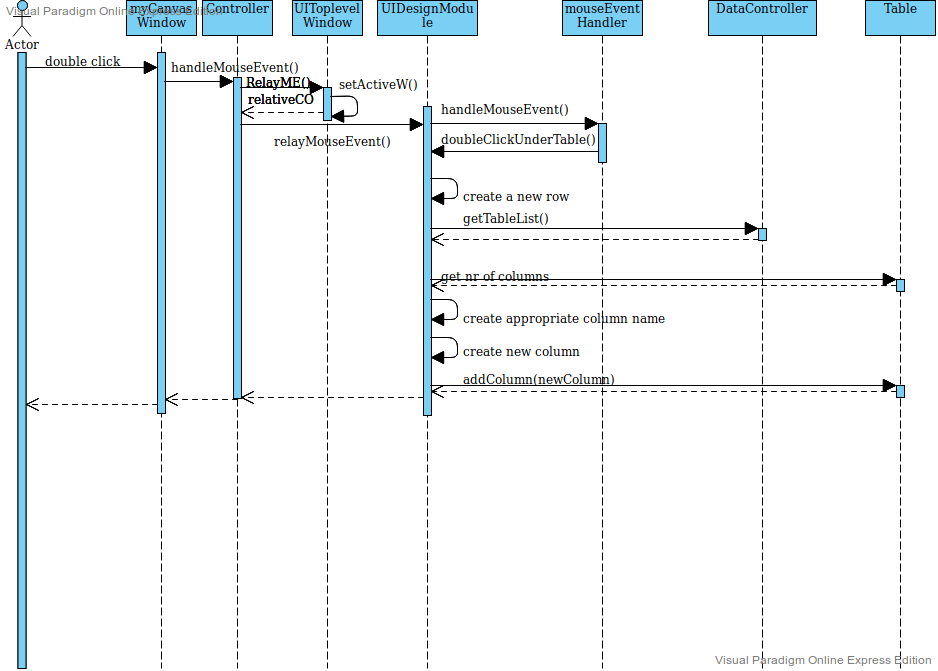 Visual Paradigm Online Express Edition
myCanvas
Window
Controller
UIToplevel
Window
UIDesignModu
le
mouseEvent
Handler
DataController
Table
Actor
double click
handleMouseEvent()
RelayME()
setActiveW()
relativeCO
handleMouseEvent()
relayMouseEvent()
doubleClickUnderTable()
create a new row
getTableList()
get nr of columns
create appropriate column name
create new column
addColumn(newColumn)
Visual Paradigm Online Express Edition